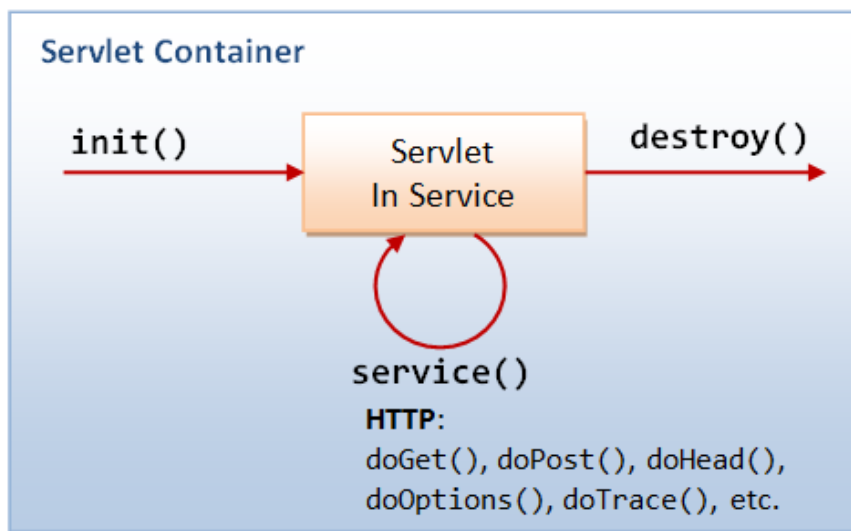 Servlet Container
init()
Servlet
In Service
destroy()
service()
HTTP:
doGet(), doPost(), doHead(),
doOptions(), doTrace(), etc.